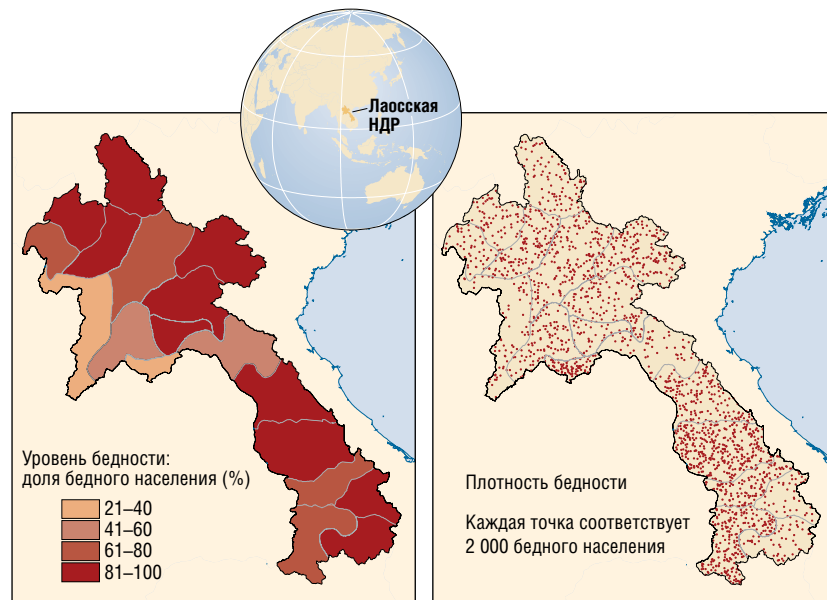 Лаосская
НДР
Уровень бедности:
доля бедного населения (%)
21–40
41–60
61–80
81–100
Плотность бедности
Каждая точка соответствует
2 000 бедного населения